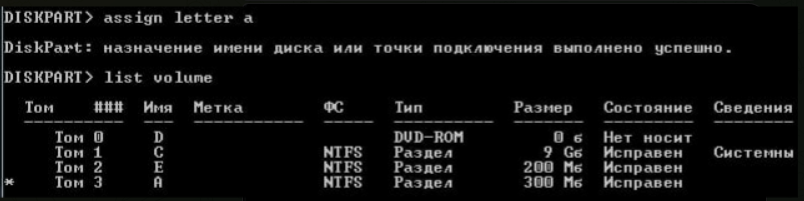 DISKPART> assign letter a
DiskPart: назначение имени диска или точки подключения выполнено успешно.
DISKPART> list volume
Том ### Имя Метка ФС Тип Размер Состояние Сведения
Том 0 D DVD-ROM 0 б Нет носит
Том 1 C NTFS Раздел 9 Gб Исправен Системны
Том 2 E NTFS Раздел 200 Мб Исправен
* Том 3 A NTFS Раздел 300 Мб Исправен